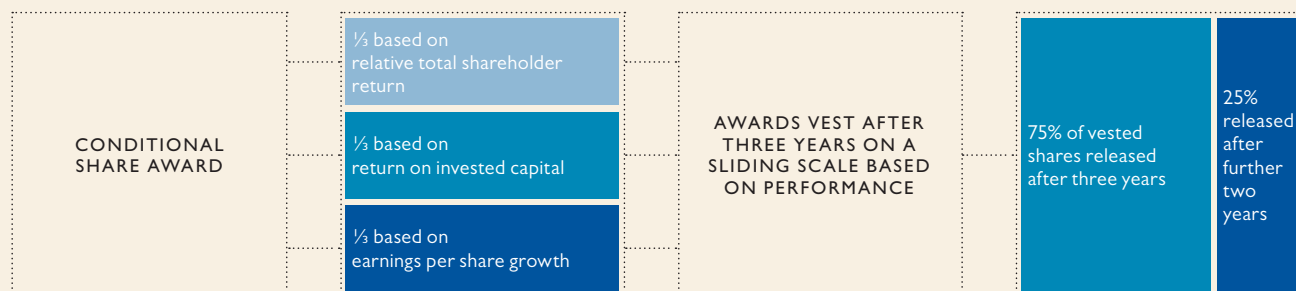 CONDITIONAL
SHARE AWARD
⅓ based on
relative total shareholder
return
⅓ based on
return on invested capital
⅓ based on
earnings per share growth
AWARDS VEST AFTER
THREE YEARS ON A
SLIDING SCALE BASED
ON PERFORMANCE
75% of vested
shares released
after three years
25%
released
after
further
two
years